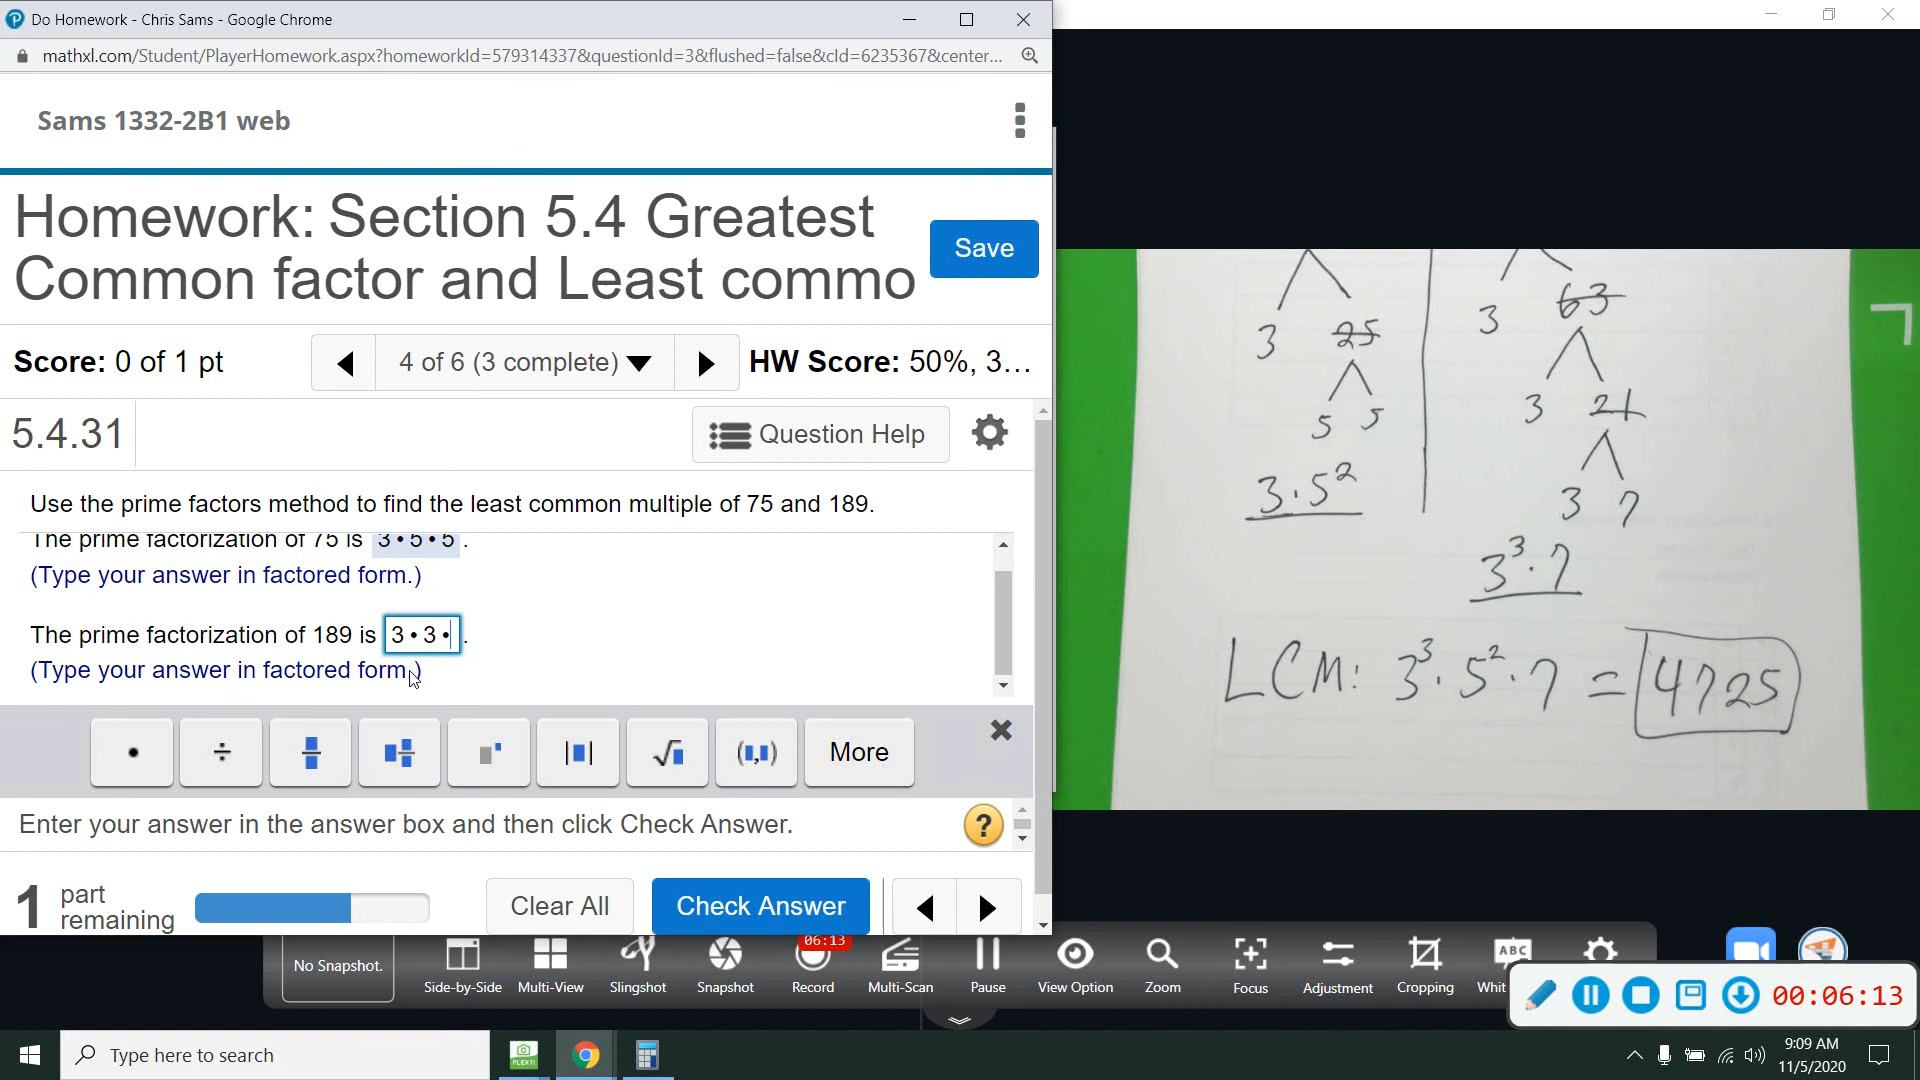 Do Homework - Chris Sams - Google Chrome
mathxl.com/Student/PlayerHomework.aspx?homeworkId=579314337&questionId=3&flushed=false&cId=6235367&center...
Sams 1332-2B1 web
Homework: Section 5.4 Greatest
Common factor and Least commo
Save
Score: 0 of 1 pt
4 of 6 (3 complete)
HW Score: 50%, 3...
5.4.31
Question Help
Use the prime factors method to find the least common multiple of 75 and 189.
The prime factorization of 75 is 3 • 5 • 5 .
(Type your answer in factored form.)
The prime factorization of 189 is 3 • 3 • .
(Type your answer in factored form.)
• ÷ |▪| √ (,) More
Enter your answer in the answer box and then click Check Answer.
?
1 part
remaining
Clear All
Check Answer
3 25
5 5
3 · 5²
3 63
3 21
3 7
3³ · 7
LCM: 3³ · 5² · 7 = 4725
No Snapshot.
Side-by-Side
Multi-View
Slingshot
Snapshot
06:13
Record
Multi-Scan
Pause
View Option
Zoom
Focus
Adjustment
Cropping
ABC
Whit
00:06:13
Type here to search
FLEX11
9:09 AM
11/5/2020